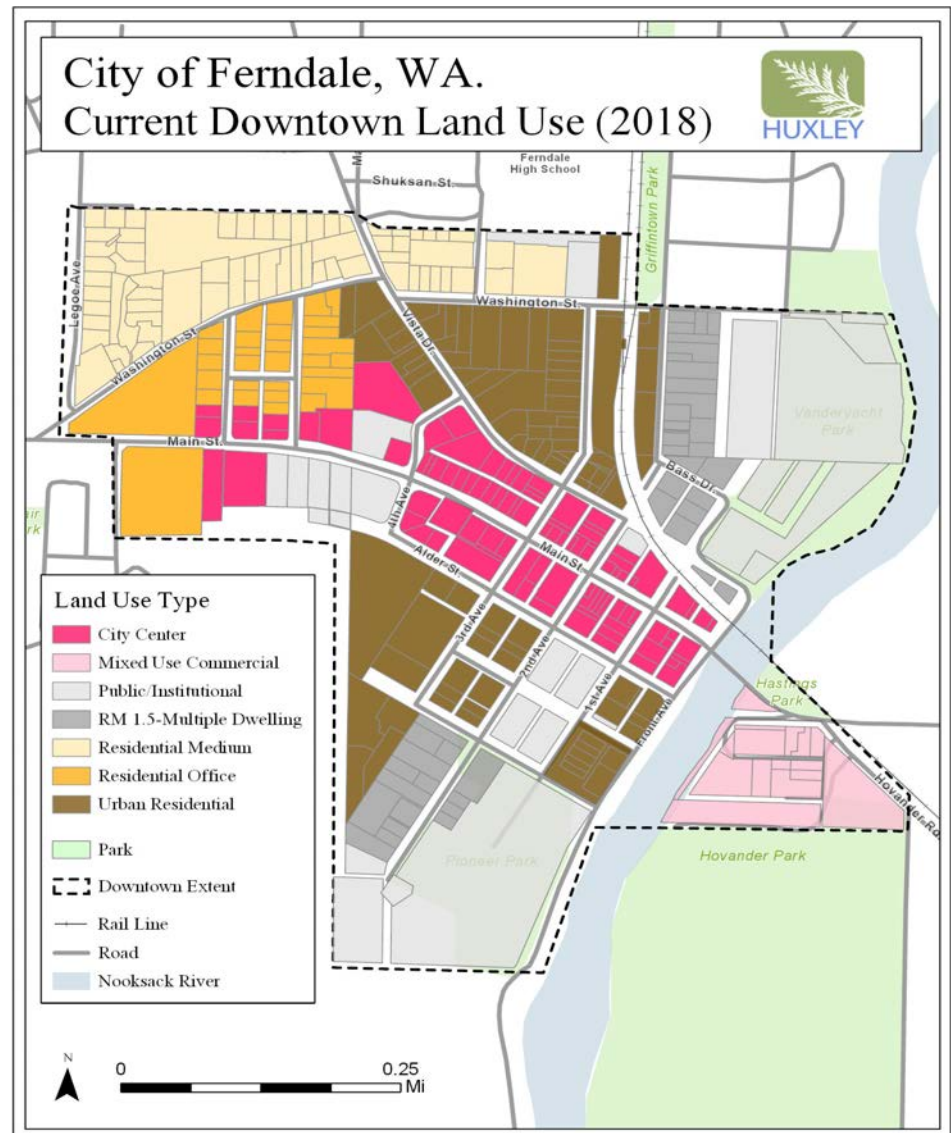 City of Ferndale, WA.
Current Downtown Land Use (2018)
HUXLEY
Ferndale
High School
Shuksan St.
Griffintown Park
Legoe Ave.
Washington St
Washington St.
Vista Dr.
Vanderyacht
Park
Main St.
Bass Dr.
4th Ave
Main St.
Alder St.
3rd Ave
2nd Ave
1st Ave
Front Ave
Hastings
Park
Hovander Rd.
Pioneer Park
Hovander Park
Land Use Type
City Center
Mixed Use Commercial
Public/Institutional
RM 1.5-Multiple Dwelling
Residential Medium
Residential Office
Urban Residential
Park
Downtown Extent
Rail Line
Road
Nooksack River
N
0 0.25
Mi